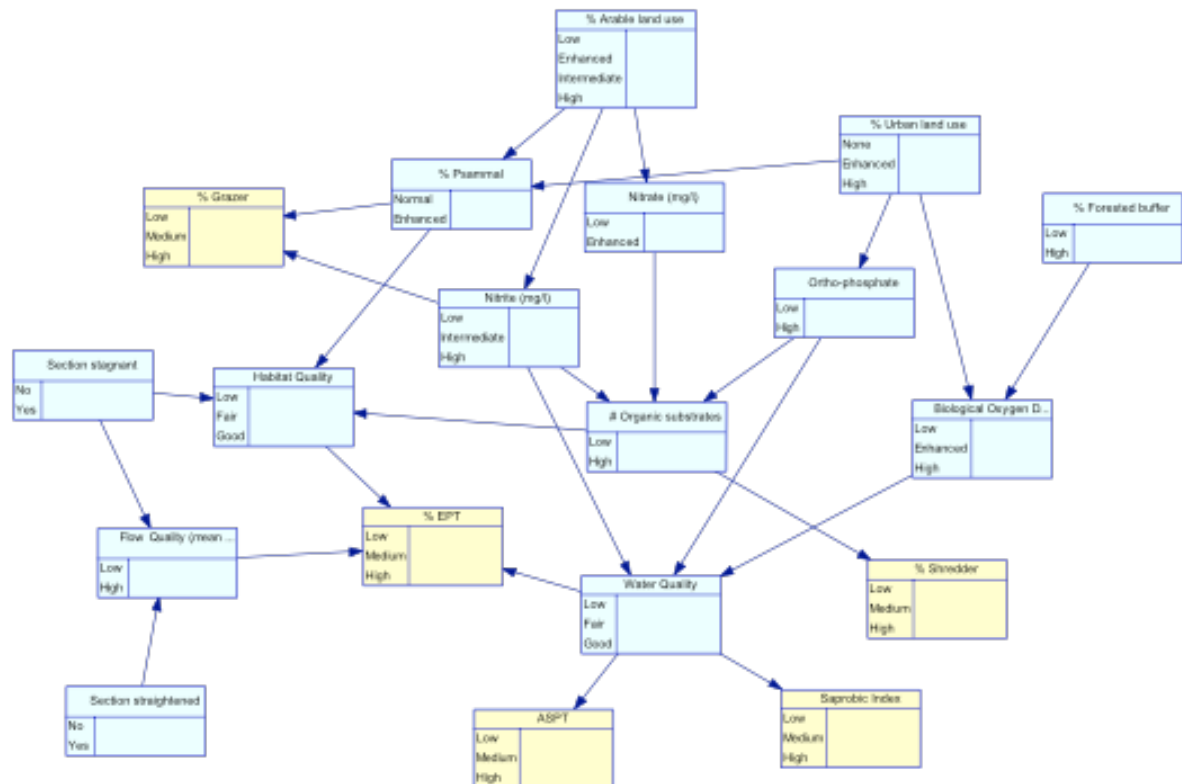 % Arable land use
Low
Enhanced
Intermediate
High
% Urban land use
None
Enhanced
High
% Psammal
Normal
Enhanced
Nitrate (mg/l)
Low
Enhanced
% Grazer
Low
Medium
High
% Forested buffer
Low
High
Ortho-phosphate
Low
High
Nitrite (mg/l)
Low
Intermediate
High
Section stagnant
No
Yes
Habitat Quality
Low
Fair
Good
# Organic substrates
Low
High
Biological Oxygen D...
Low
Enhanced
High
% EPT
Low
Medium
High
Flow Quality (mean ...
Low
High
% Shredder
Low
Medium
High
Water Quality
Low
Fair
Good
Section straightened
No
Yes
Saprobic Index
Low
Medium
High
ASPT
Low
Medium
High